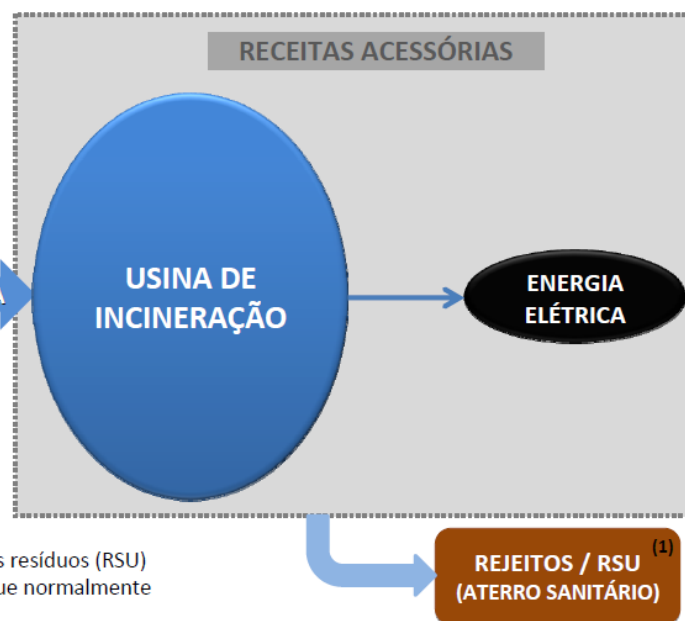 RECEITAS ACESSÓRIAS
USINA DE
INCINERAÇÃO
ENERGIA
ELÉTRICA
A
s resíduos (RSU)
ue normalmente
REJEITOS / RSU (1)
(ATERRO SANITÁRIO)